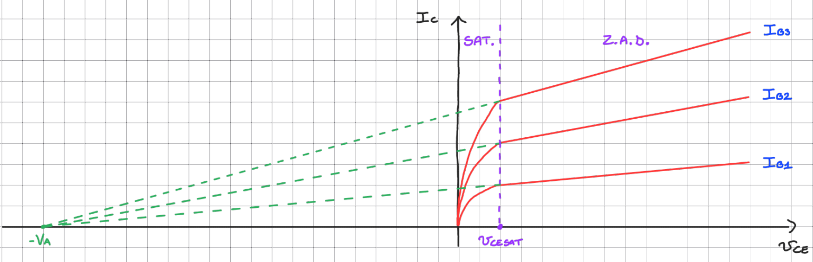 Ic
SAT.
Z.A.D.
IB3
IB2
IB1
-VA
VCESAT
VCE